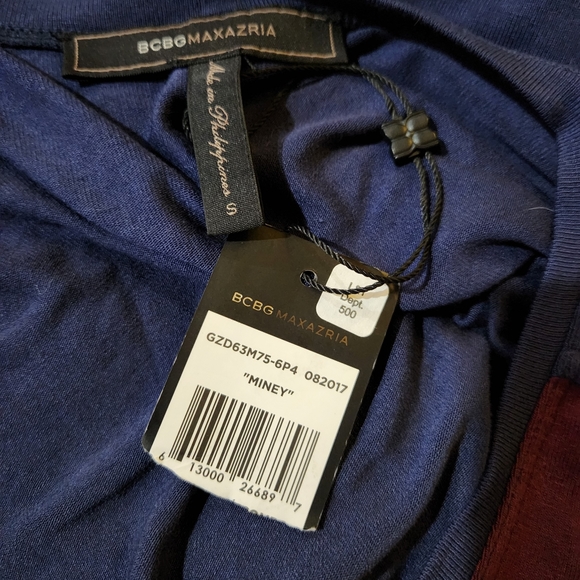 BCBGMAXAZRIA
Made in Philippines S
Dept.
500
BCBGMAXAZRIA
GZD63M75-6P4 082017
"MINEY"
6 13000 26689 7